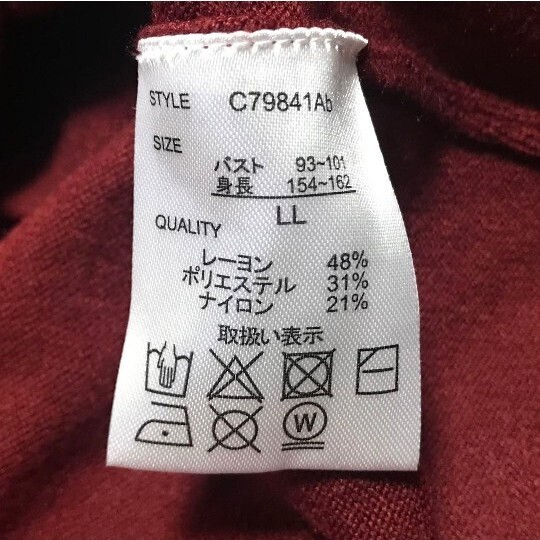 STYLE C79841Ab
SIZE
バスト 93~101
身長 154~162
LL
QUALITY
レーヨン 48%
ポリエステル 31%
ナイロン 21%
取扱い表示
W